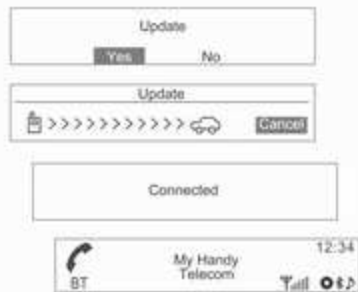 Update
Yes No
Update
>>>>>>>>>>> Cancel
Connected
12:34
My Handy
Telecom
BT